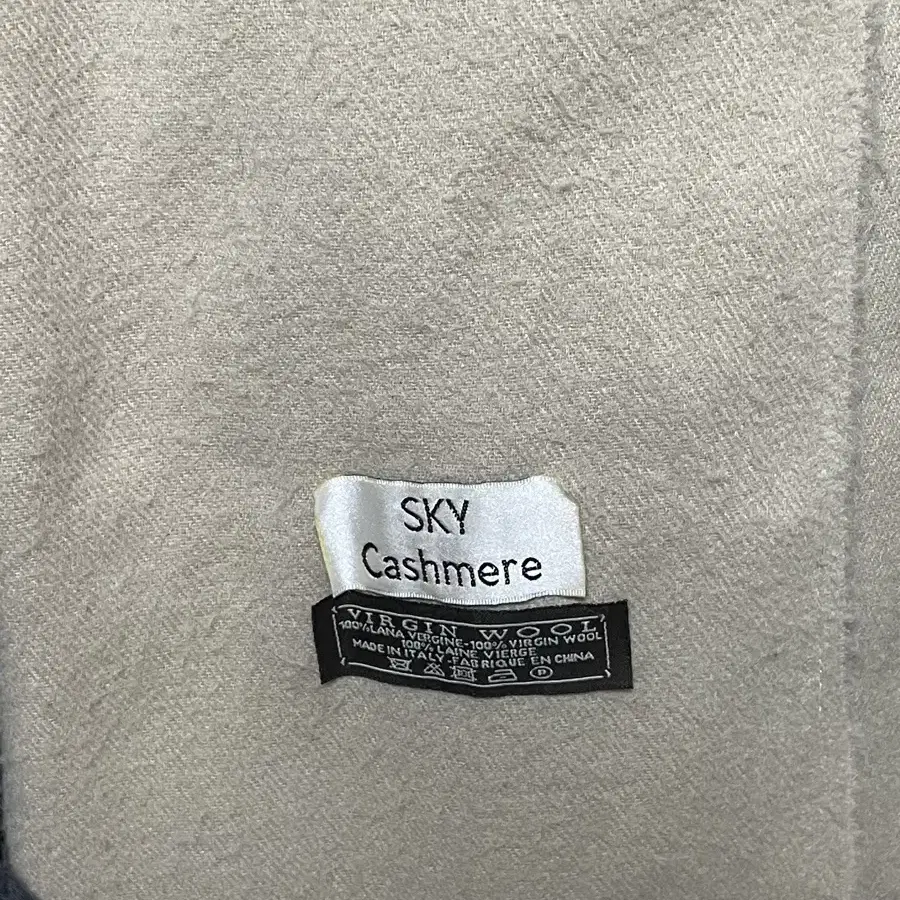 SKY
Cashmere
VIRGIN WOOL
100% LANA VERGINE-100% VIRGIN WOOL
100% LAINE VIERGE
MADE IN ITALY-FABRIQUE EN CHINA